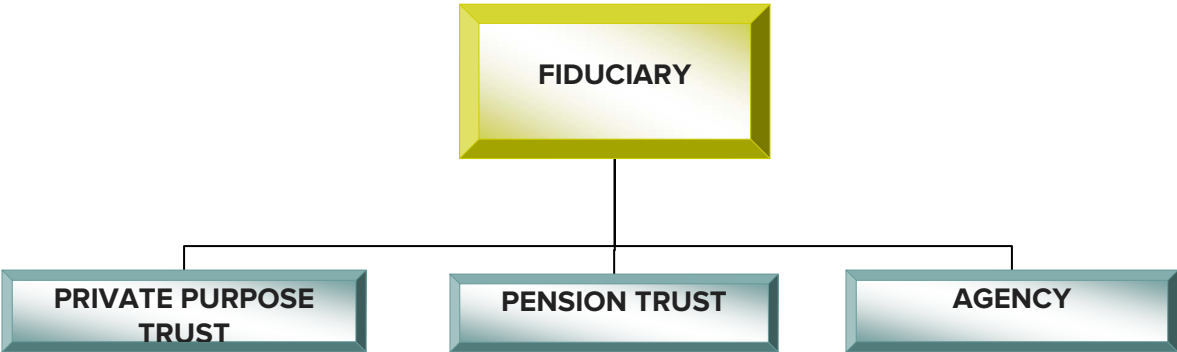 FIDUCIARY
PRIVATE PURPOSE
TRUST
PENSION TRUST
AGENCY